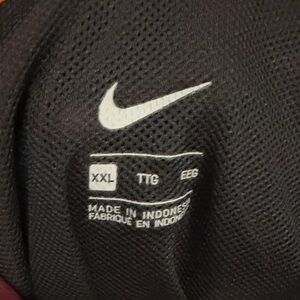 XXL TTG EEG
MADE IN INDONESIA
FABRIQUÉ EN INDONÉSIE